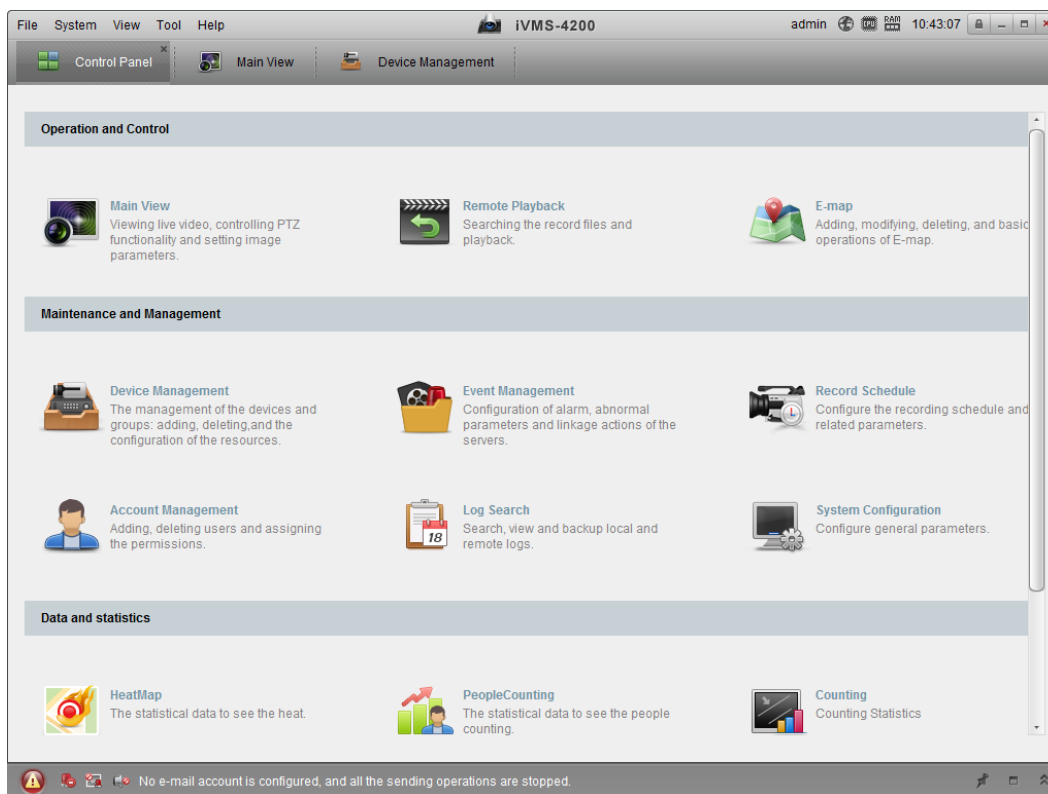 File System View Tool Help iVMS-4200 admin CPU RAM 10:43:07
Control Panel Main View Device Management
Operation and Control
Main View
Viewing live video, controlling PTZ
functionality and setting image
parameters.
Remote Playback
Searching the record files and
playback.
E-map
Adding, modifying, deleting, and basic
operations of E-map.
Maintenance and Management
Device Management
The management of the devices and
groups: adding, deleting,and the
configuration of the resources.
Event Management
Configuration of alarm, abnormal
parameters and linkage actions of the
servers.
Record Schedule
Configure the recording schedule and
related parameters.
Account Management
Adding, deleting users and assigning
the permissions.
18
Log Search
Search, view and backup local and
remote logs.
System Configuration
Configure general parameters.
Data and statistics
HeatMap
The statistical data to see the heat.
PeopleCounting
The statistical data to see the people
counting.
Counting
Counting Statistics
No e-mail account is configured, and all the sending operations are stopped.